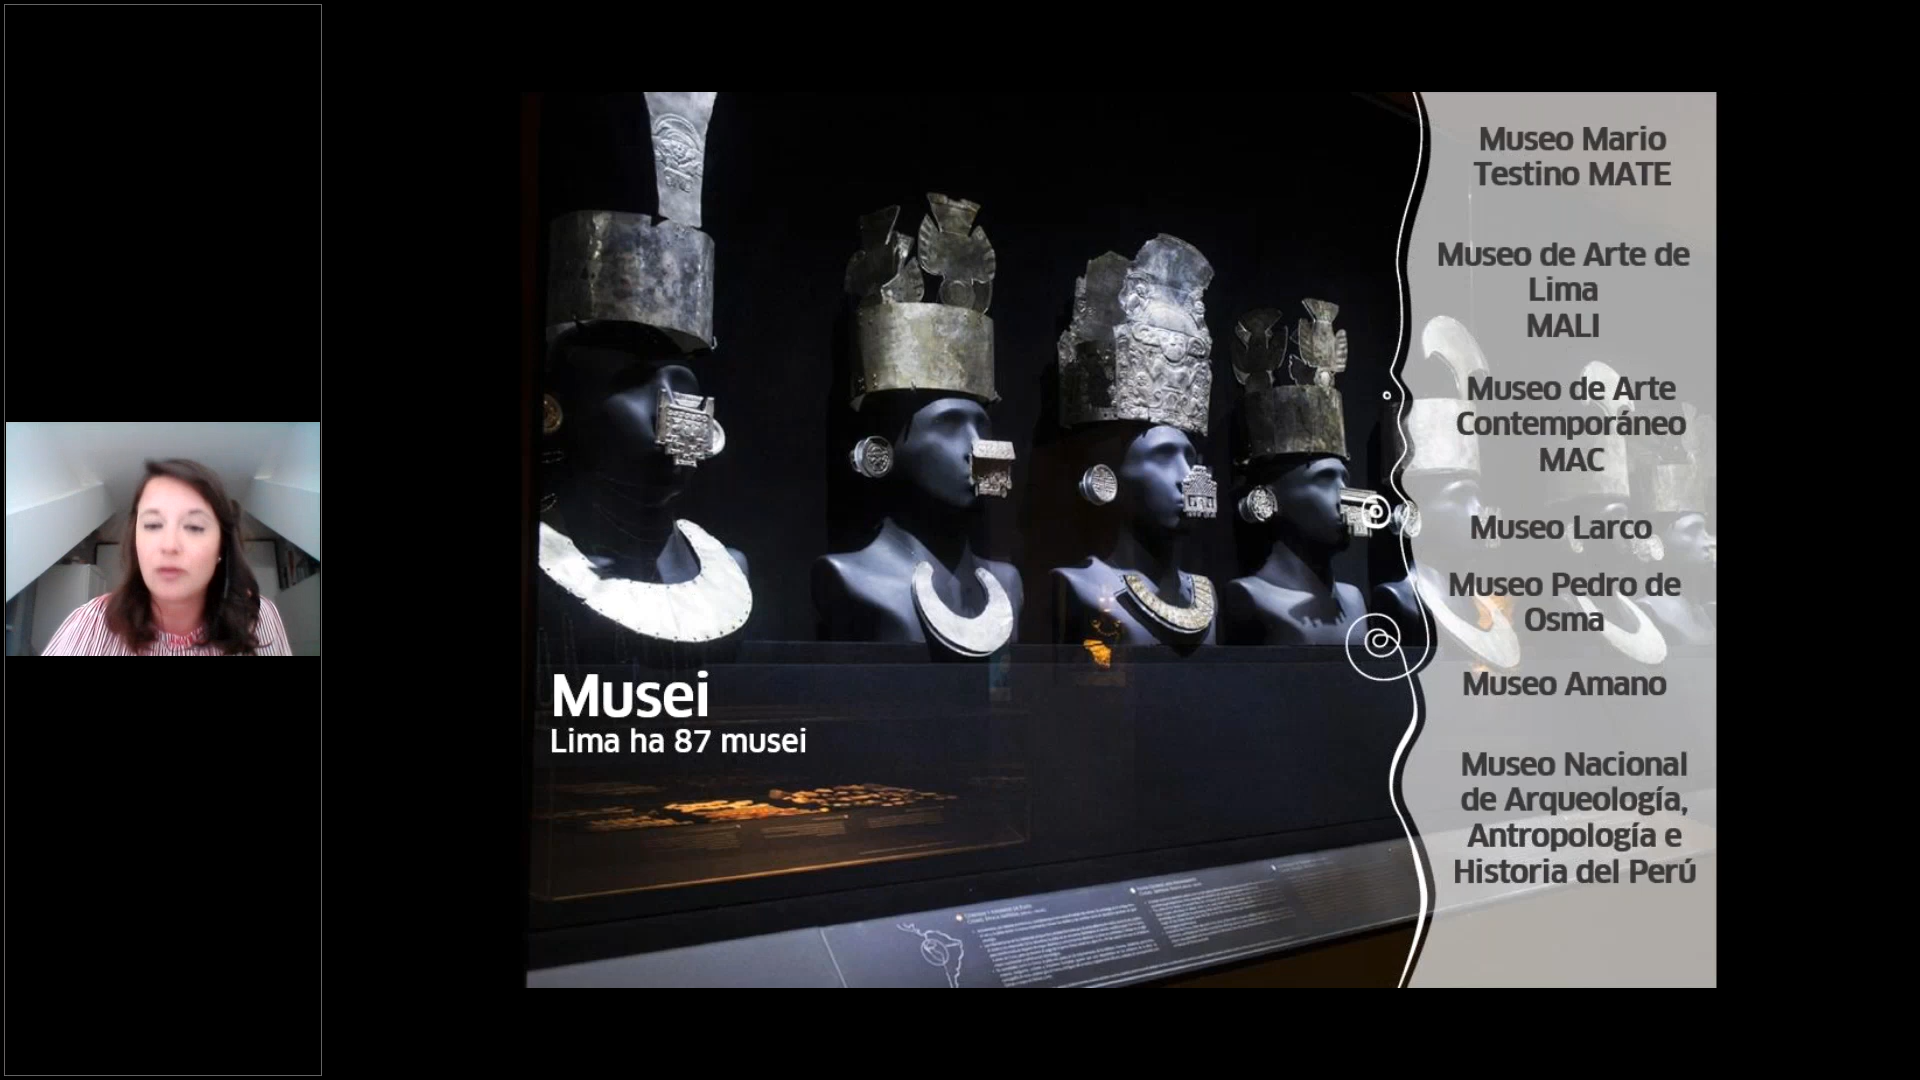 Museo Mario
Testino MATE
Museo de Arte de
Lima
MALI
Museo de Arte
Contemporáneo
MAC
Museo Larco
Museo Pedro de
Osma
Museo Amano
Museo Nacional
de Arqueología,
Antropología e
Historia del Perú
Musei
Lima ha 87 musei